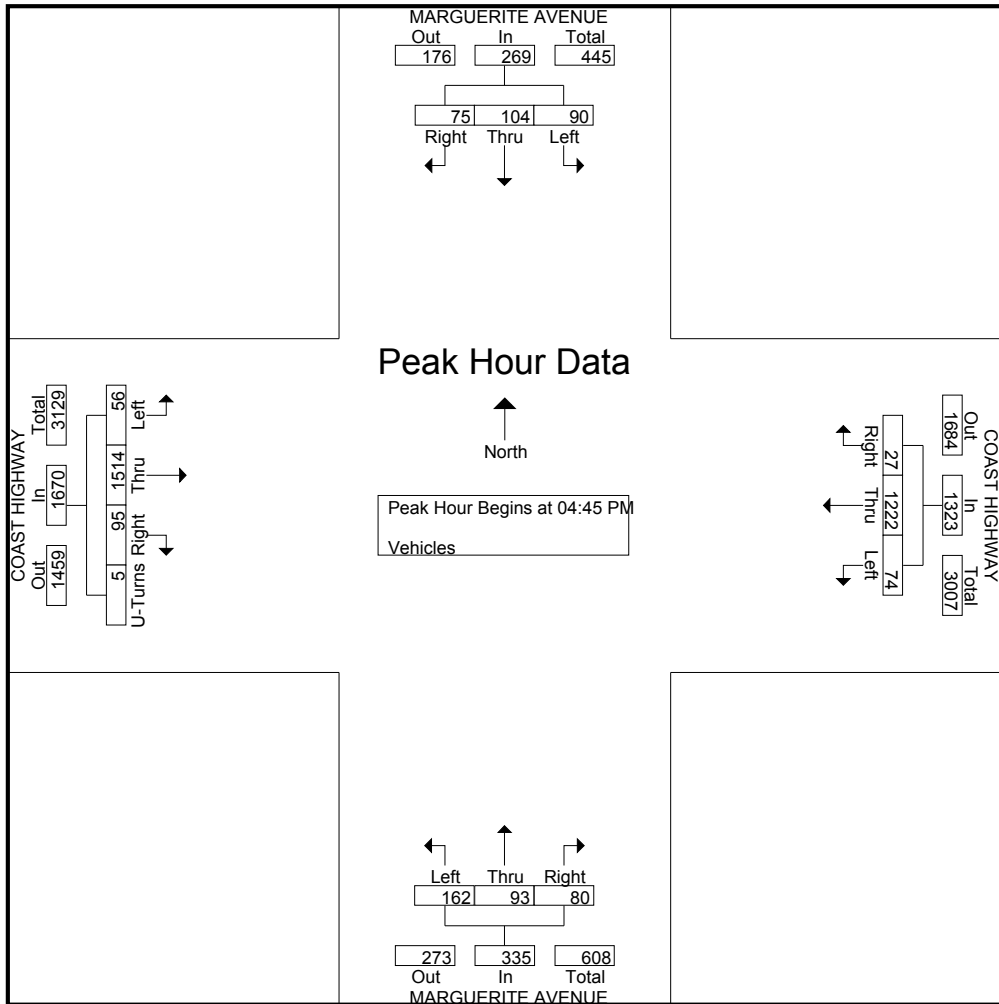 MARGUERITE AVENUE
Out In Total
176 269 445
75 104 90
Right Thru Left
Peak Hour Data
North
Peak Hour Begins at 04:45 PM
Vehicles
COAST HIGHWAY
Out In Total
1459 1670 3129
5 95 1514 56
U-Turns Right Thru Left
COAST HIGHWAY
Out In Total
1684 1323 3007
27 1222 74
Right Thru Left
Left Thru Right
162 93 80
273 335 608
Out In Total
MARGUERITE AVENUE